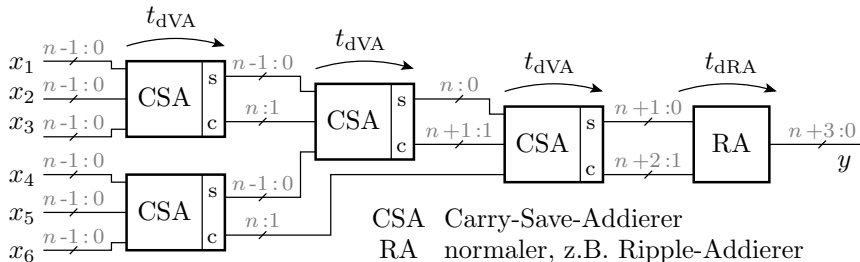 t_dVA
t_dVA
t_dVA
t_dRA
x_1 n-1:0
x_2 n-1:0
x_3 n-1:0
CSA s c
n-1:0
n:1
x_4 n-1:0
x_5 n-1:0
x_6 n-1:0
CSA s c
n-1:0
n:1
CSA s c
n:0
n+1:1
CSA s c
n+1:0
n+2:1
RA
n+3:0
y
CSA Carry-Save-Addierer
RA normaler, z.B. Ripple-Addierer